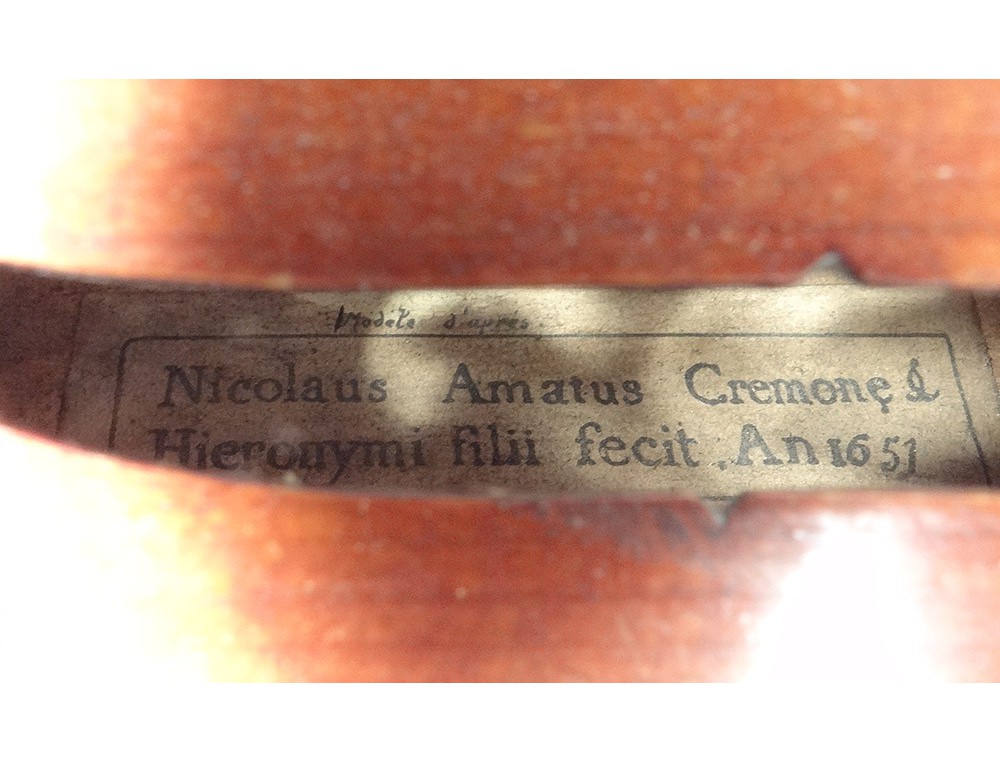 Modèle d'après
Nicolaus Amatus Cremonę &
Hieronymi filii fecit. An 1651